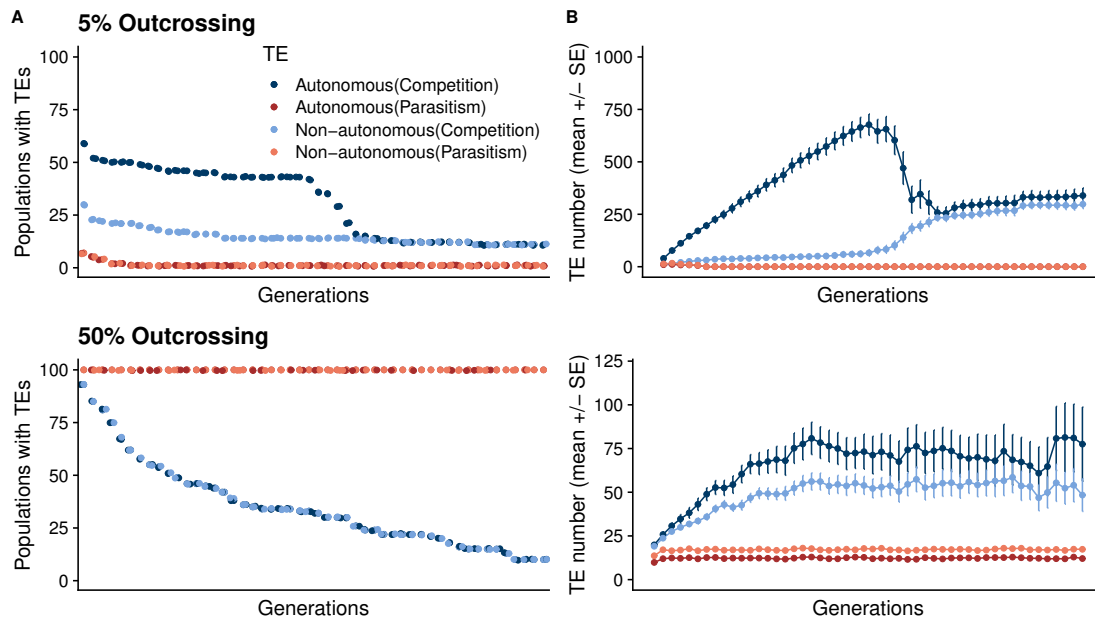 A
5% Outcrossing
Populations with TEs
100
75
50
25
0
Generations
TE
Autonomous(Competition)
Autonomous(Parasitism)
Non−autonomous(Competition)
Non−autonomous(Parasitism)
B
TE number (mean +/− SE)
1000
750
500
250
0
Generations
50% Outcrossing
Populations with TEs
100
75
50
25
0
Generations
TE number (mean +/− SE)
125
100
75
50
25
0
Generations